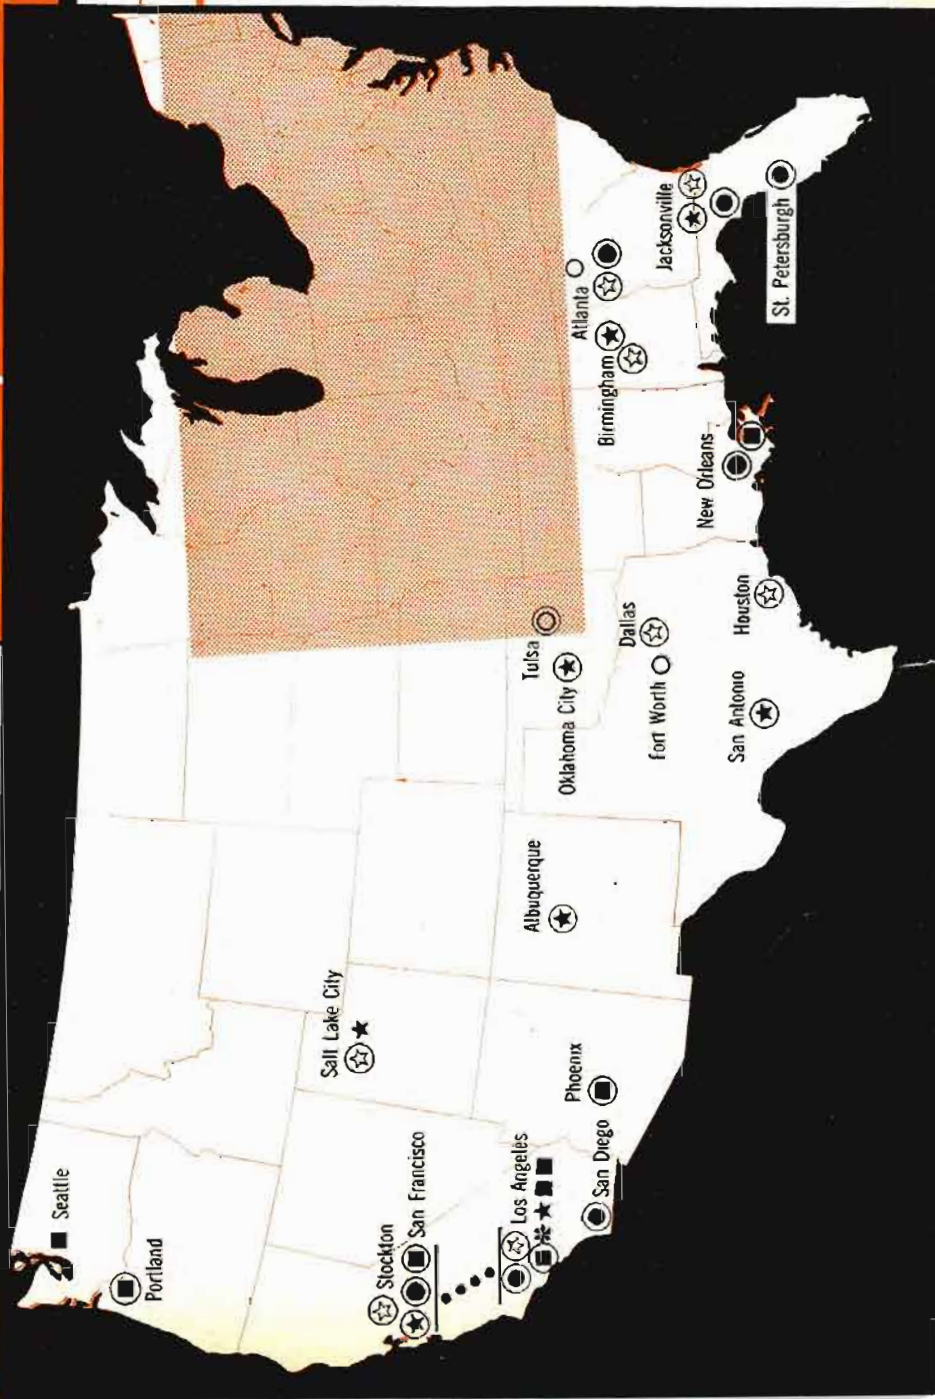 Seattle
Portland
Stockton
San Francisco
Los Angeles
San Diego
Phoenix
Salt Lake City
Albuquerque
Oklahoma City
Tulsa
Fort Worth
Dallas
San Antonio
Houston
New Orleans
Birmingham
Atlanta
Jacksonville
St. Petersburgh